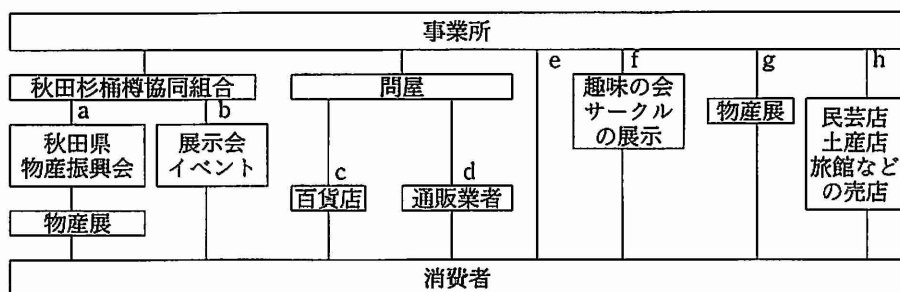 事業所
秋田杉桶樽協同組合
問屋
e
f
g
h
a
b
趣味の会
サークル
の展示
物産展
民芸店
土産店
旅館など
の売店
秋田県
物産振興会
展示会
イベント
c
d
百貨店
通販業者
物産展
消費者